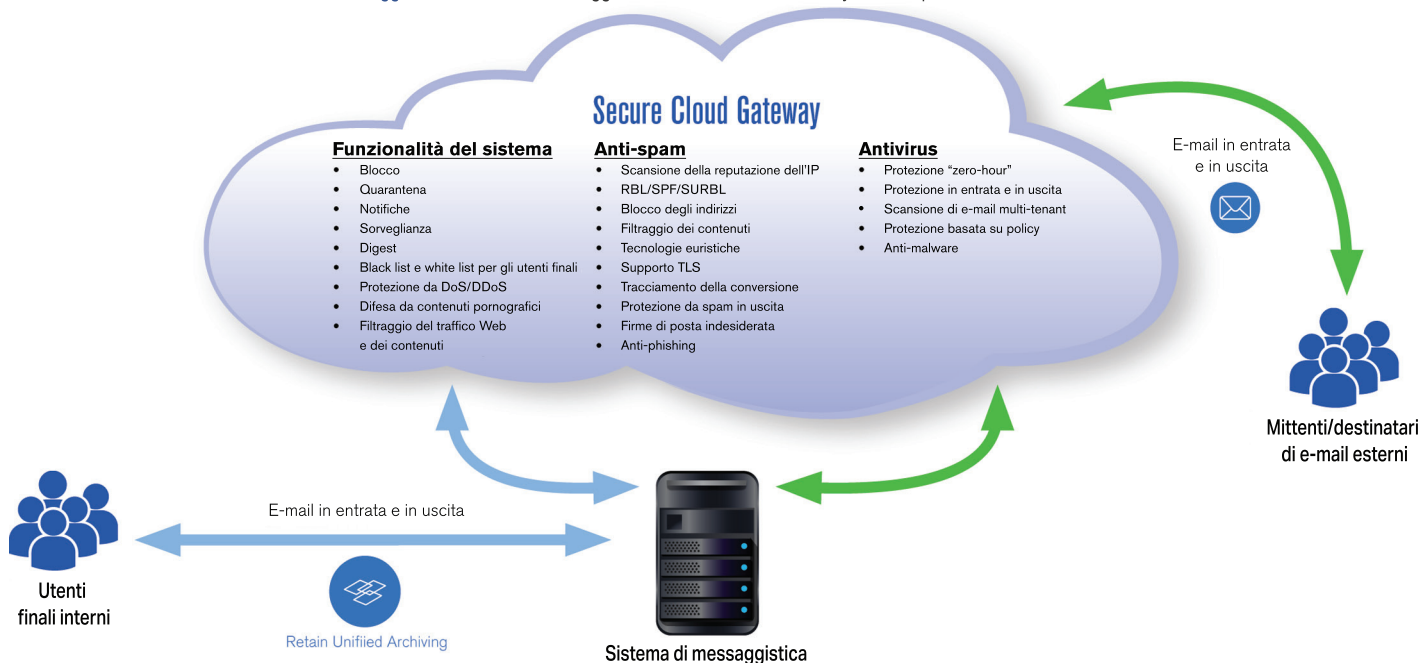 Secure Cloud Gateway
Funzionalità del sistema
• Blocco
• Quarantena
• Notifiche
• Sorveglianza
• Digest
• Black list e white list per gli utenti finali
• Protezione da DoS/DDoS
• Difesa da contenuti pornografici
• Filtraggio del traffico Web
e dei contenuti
Anti-spam
• Scansione della reputazione dell'IP
• RBL/SPF/SURBL
• Blocco degli indirizzi
• Filtraggio dei contenuti
• Tecnologie euristiche
• Supporto TLS
• Tracciamento della conversione
• Protezione da spam in uscita
• Firme di posta indesiderata
• Anti-phishing
Antivirus
• Protezione “zero-hour”
• Protezione in entrata e in uscita
• Scansione di e-mail multi-tenant
• Protezione basata su policy
• Anti-malware
E-mail in entrata
e in uscita
Mittenti/destinatari
di e-mail esterni
E-mail in entrata e in uscita
Utenti
finali interni
Retain Unifiied Archiving
Sistema di messaggistica